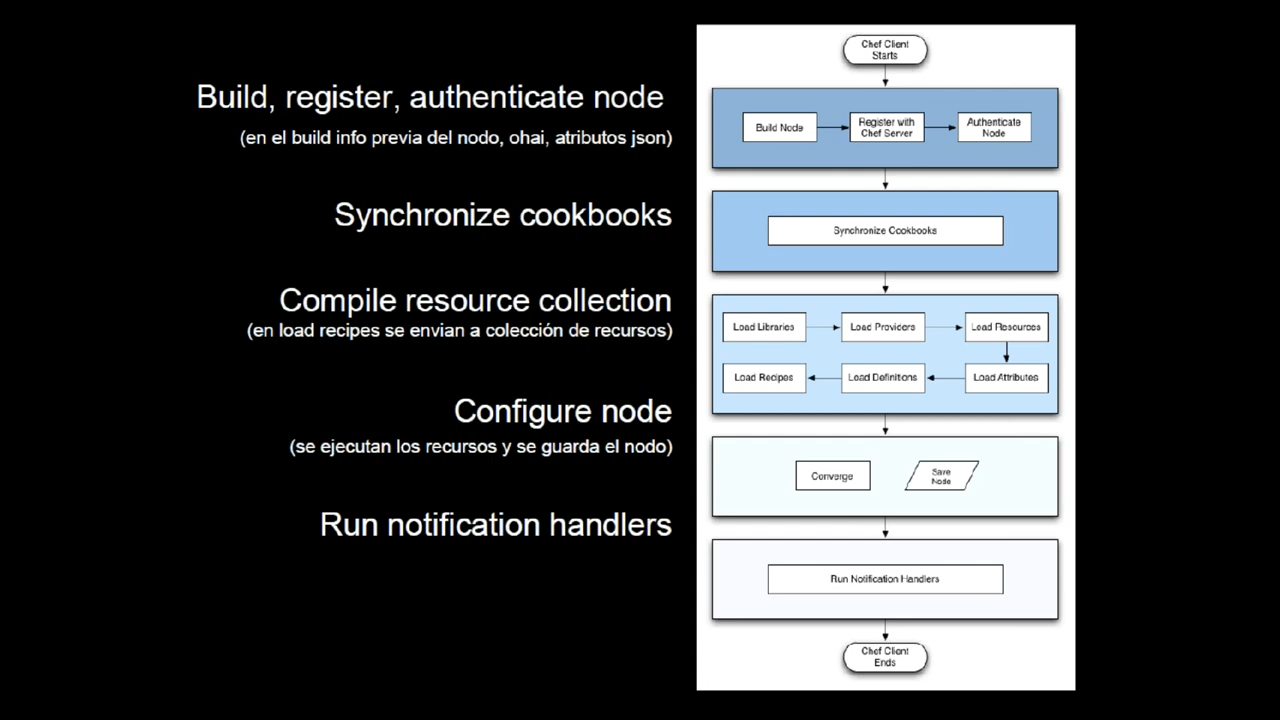 Build, register, authenticate node
(en el build info previa del nodo, ohai, atributos json)
Synchronize cookbooks
Compile resource collection
(en load recipes se envian a colección de recursos)
Configure node
(se ejecutan los recursos y se guarda el nodo)
Run notification handlers
Chef Client
Starts
Build Node
Register with
Chef Server
Authenticate
Node
Synchronize Cookbooks
Load Libraries
Load Providers
Load Resources
Load Recipes
Load Definitions
Load Attributes
Converge
Save
Node
Run Notification Handlers
Chef Client
Ends